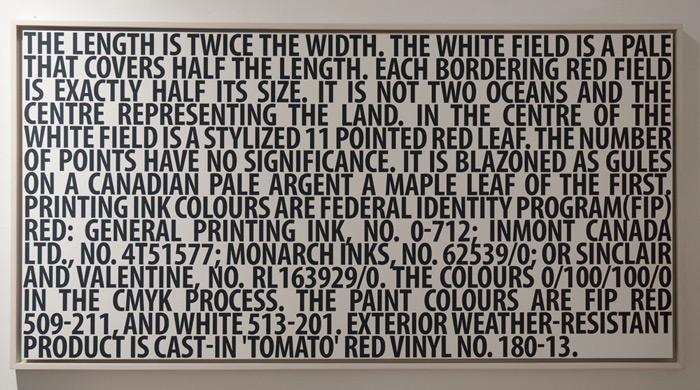 THE LENGTH IS TWICE THE WIDTH. THE WHITE FIELD IS A PALE
THAT COVERS HALF THE LENGTH. EACH BORDERING RED FIELD
IS EXACTLY HALF ITS SIZE. IT IS NOT TWO OCEANS AND THE
CENTRE REPRESENTING THE LAND. IN THE CENTRE OF THE
WHITE FIELD IS A STYLIZED 11 POINTED RED LEAF. THE NUMBER
OF POINTS HAVE NO SIGNIFICANCE. IT IS BLAZONED AS GULES
ON A CANADIAN PALE ARGENT A MAPLE LEAF OF THE FIRST.
PRINTING INK COLOURS ARE FEDERAL IDENTITY PROGRAM(FIP)
RED: GENERAL PRINTING INK, NO. 0-712; INMONT CANADA
LTD., NO. 4T51577; MONARCH INKS, NO. 62539/0; OR SINCLAIR
AND VALENTINE, NO. RL163929/0. THE COLOURS 0/100/100/0
IN THE CMYK PROCESS. THE PAINT COLOURS ARE FIP RED
509-211, AND WHITE 513-201. EXTERIOR WEATHER-RESISTANT
PRODUCT IS CAST-IN 'TOMATO' RED VINYL NO. 180-13.